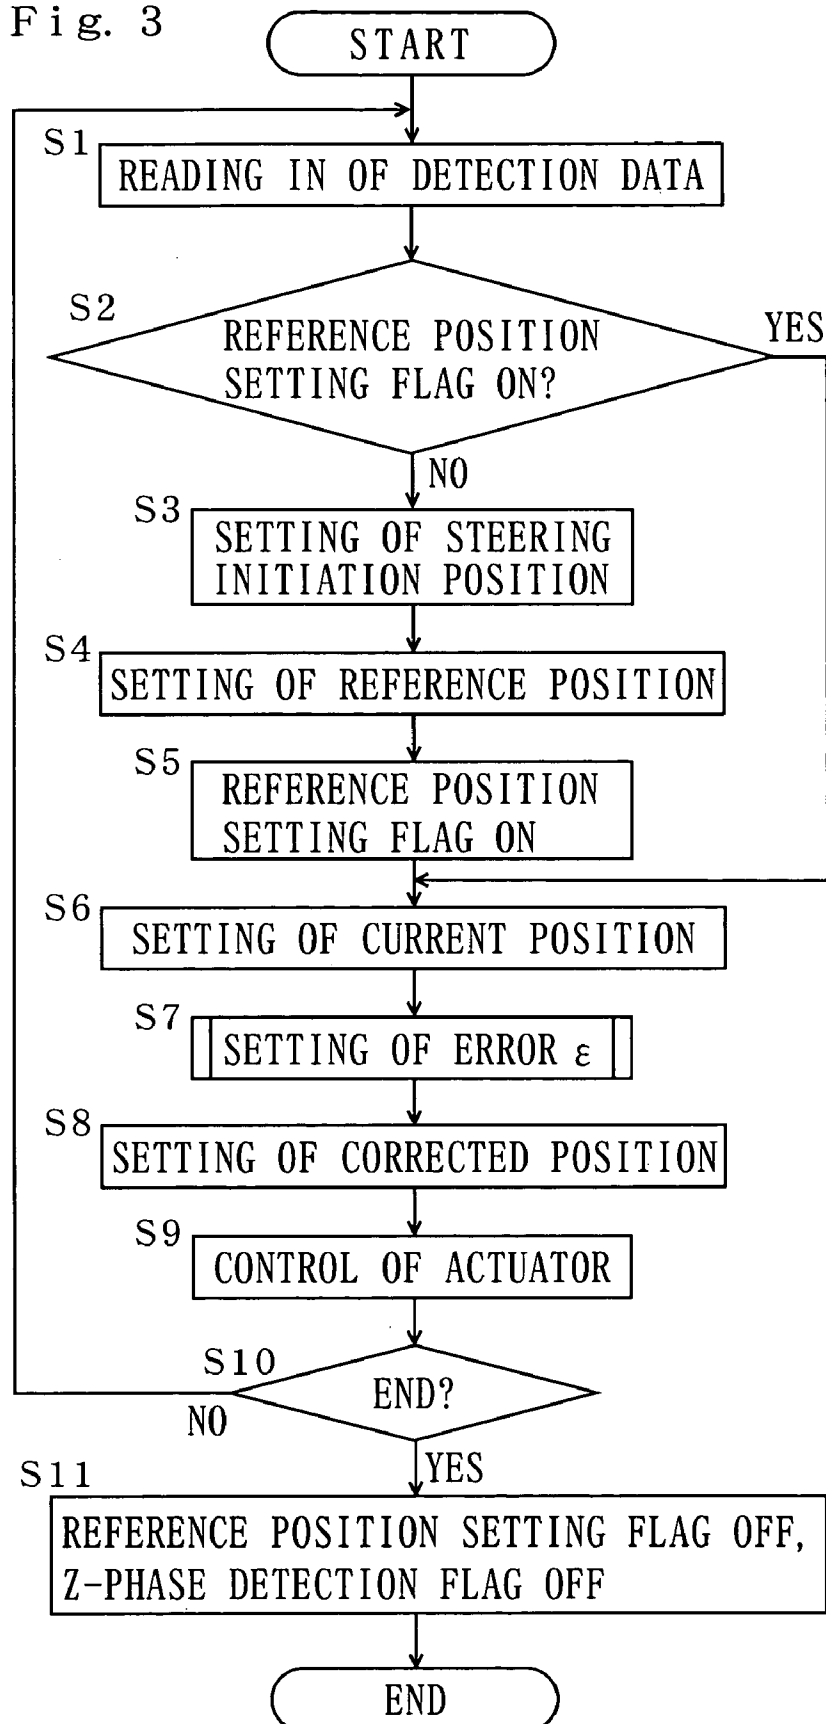 Fig. 3
START
S1
READING IN OF DETECTION DATA
S2
REFERENCE POSITION
SETTING FLAG ON?
YES
NO
S3
SETTING OF STEERING
INITIATION POSITION
S4
SETTING OF REFERENCE POSITION
S5
REFERENCE POSITION
SETTING FLAG ON
S6
SETTING OF CURRENT POSITION
S7
SETTING OF ERROR ε
S8
SETTING OF CORRECTED POSITION
S9
CONTROL OF ACTUATOR
S10
END?
NO
YES
S11
REFERENCE POSITION SETTING FLAG OFF,
Z-PHASE DETECTION FLAG OFF
END